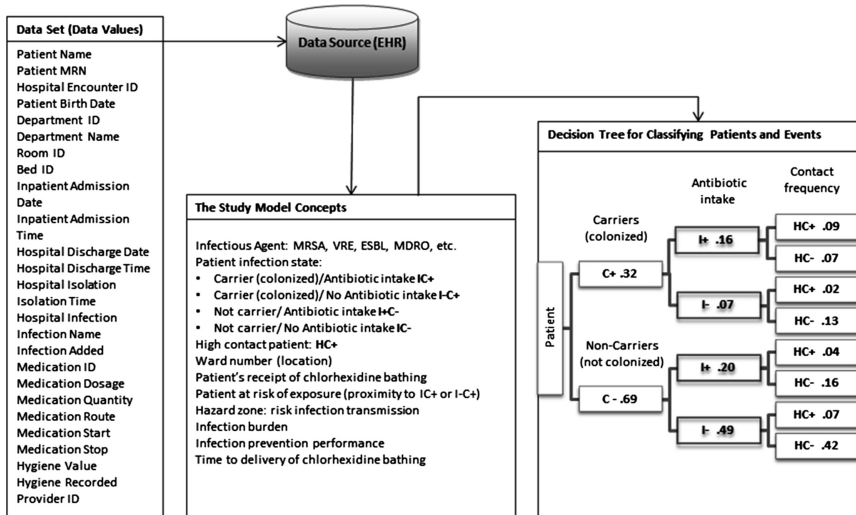 Data Set (Data Values)
Patient Name
Patient MRN
Hospital Encounter ID
Patient Birth Date
Department ID
Department Name
Room ID
Bed ID
Inpatient Admission
Date
Inpatient Admission
Time
Hospital Discharge Date
Hospital Discharge Time
Hospital Isolation
Isolation Time
Hospital Infection
Infection Name
Infection Added
Medication ID
Medication Dosage
Medication Quantity
Medication Route
Medication Start
Medication Stop
Hygiene Value
Hygiene Recorded
Provider ID
Data Source (EHR)
The Study Model Concepts
Infectious Agent: MRSA, VRE, ESBL, MDRO, etc.
Patient infection state:
• Carrier (colonized)/Antibiotic intake IC+
• Carrier (colonized)/ No Antibiotic intake I-C+
• Not carrier/ Antibiotic intake I+C-
• Not carrier/ No Antibiotic intake IC-
High contact patient: HC+
Ward number (location)
Patient's receipt of chlorhexidine bathing
Patient at risk of exposure (proximity to IC+ or I-C+)
Hazard zone: risk infection transmission
Infection burden
Infection prevention performance
Time to delivery of chlorhexidine bathing
Decision Tree for Classifying Patients and Events
Contact
frequency
Antibiotic
intake
Carriers
(colonized)
Patient
C+ .32
I+ .16
HC+ .09
HC- .07
I- .07
HC+ .02
HC- .13
Non-Carriers
(not colonized)
C - .69
I+ .20
HC+ .04
HC- .16
I- .49
HC+ .07
HC- .42